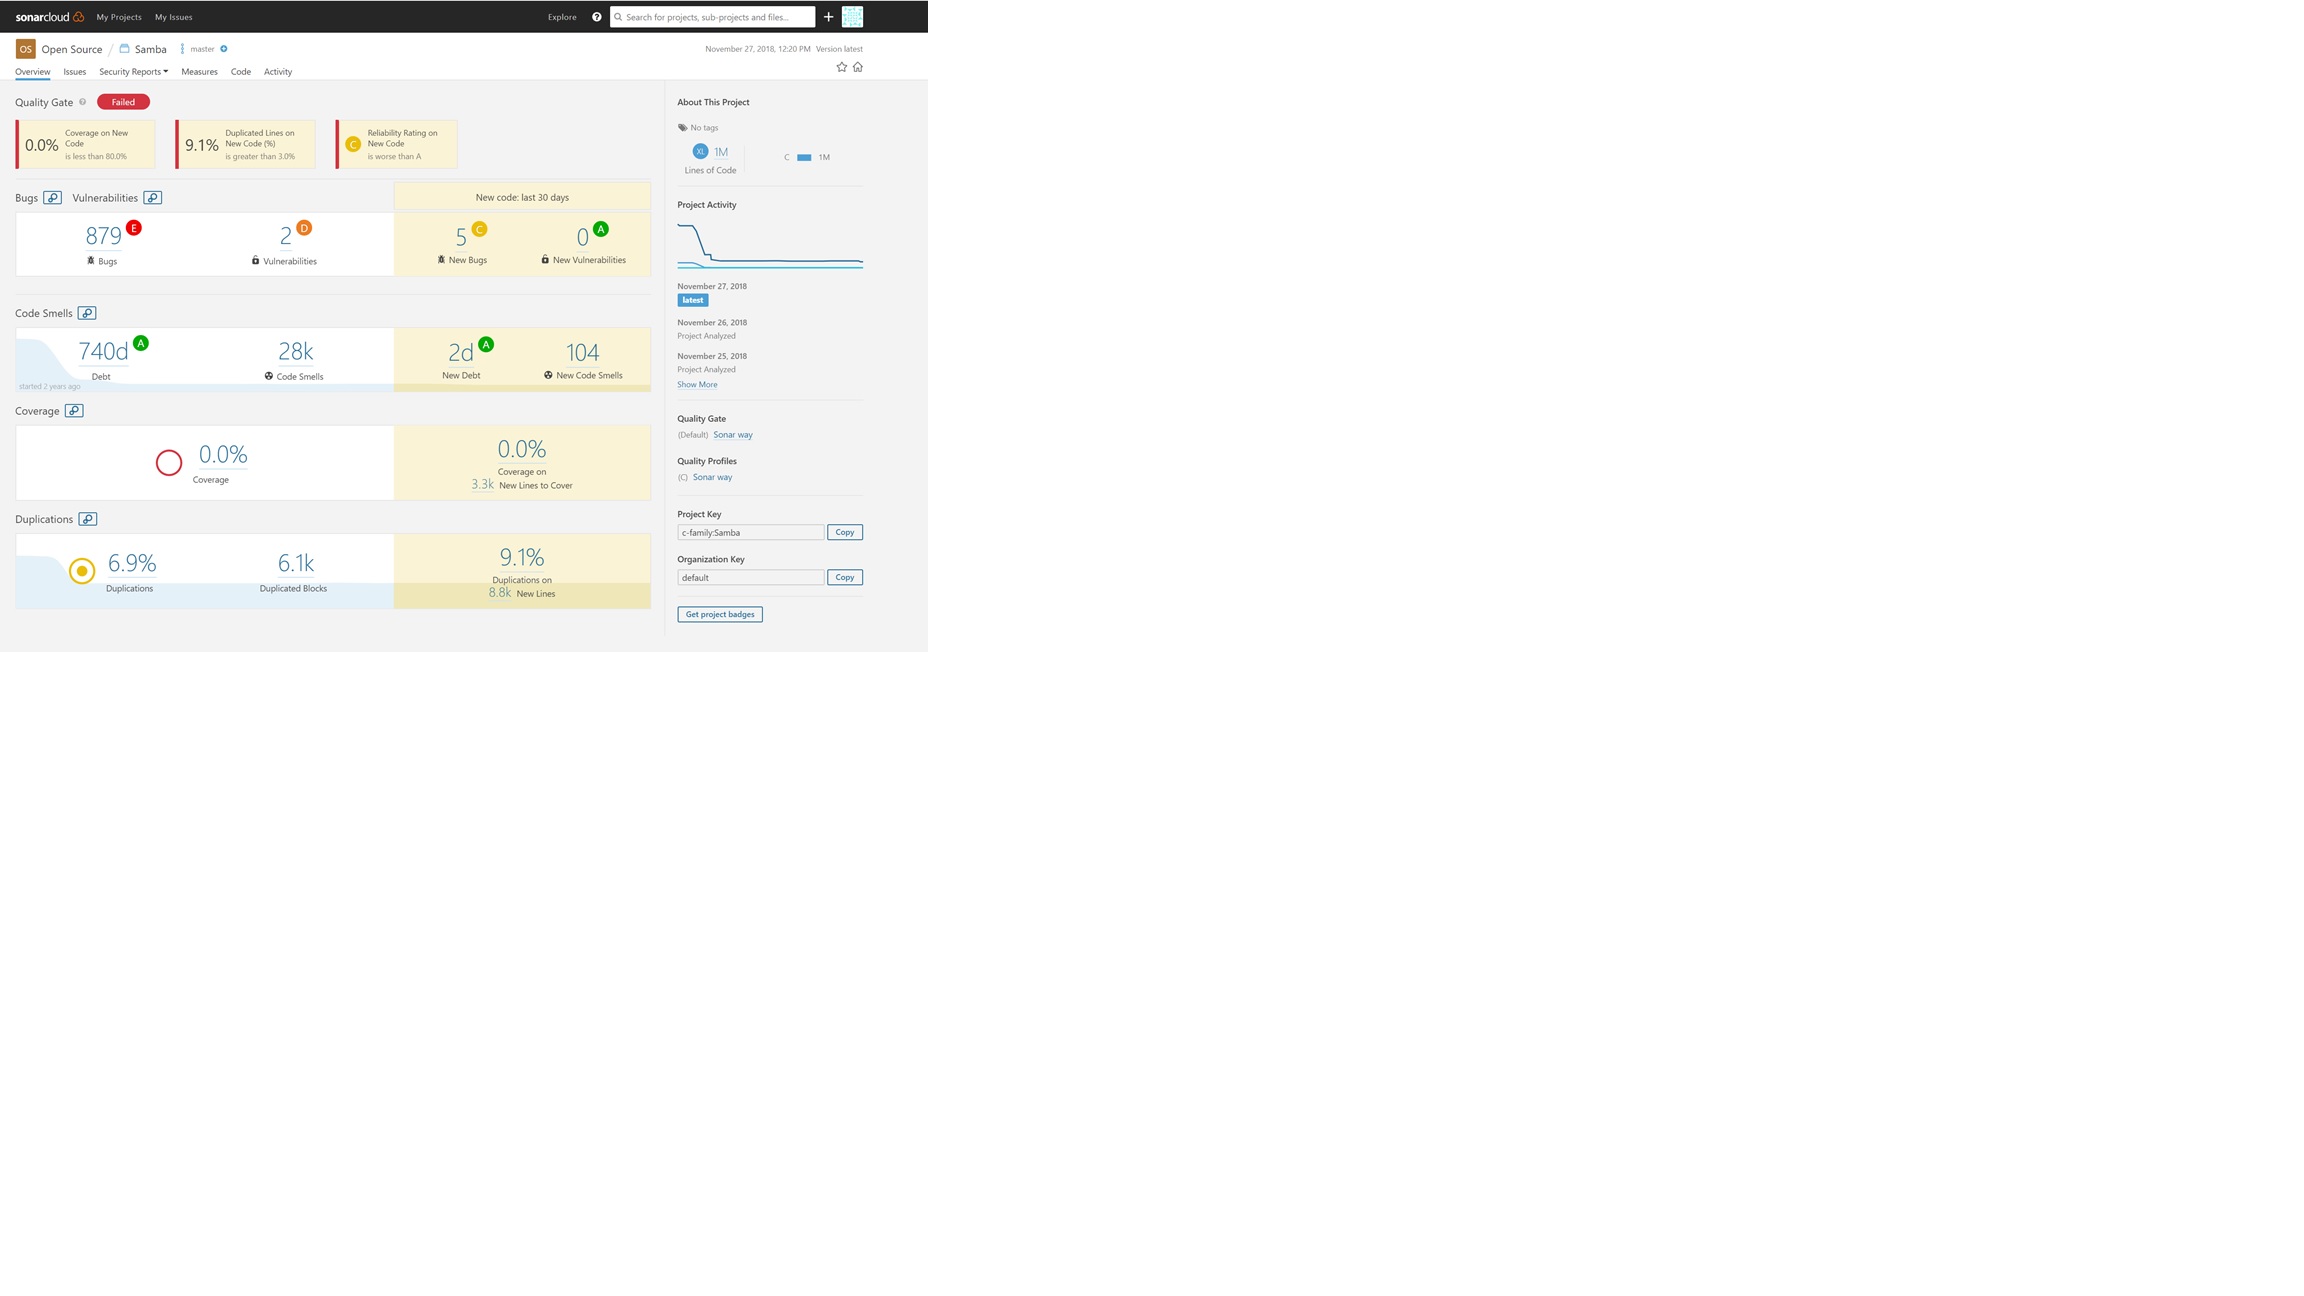 sonarcloud My Projects My Issues Explore ? Search for projects, sub-projects and files...
OS Open Source / Samba master November 27, 2018, 12:20 PM Version latest
Overview Issues Security Reports Measures Code Activity
Quality Gate ? Failed
0.0% Coverage on New
Code
is less than 80.0%
9.1% Duplicated Lines on
New Code (%)
is greater than 3.0%
C Reliability Rating on
New Code
is worse than A
Bugs Vulnerabilities
New code: last 30 days
879 E
Bugs
2 D
Vulnerabilities
5 C
New Bugs
0 A
New Vulnerabilities
Code Smells
740d A
Debt
28k
Code Smells
started 2 years ago
2d A
New Debt
104
New Code Smells
Coverage
0.0%
Coverage
0.0%
Coverage on
3.3k New Lines to Cover
Duplications
6.9%
Duplications
6.1k
Duplicated Blocks
9.1%
Duplications on
8.8k New Lines
About This Project
No tags
XL 1M
Lines of Code
C 1M
Project Activity
November 27, 2018
latest
November 26, 2018
Project Analyzed
November 25, 2018
Project Analyzed
Show More
Quality Gate
(Default) Sonar way
Quality Profiles
(C) Sonar way
Project Key
c-family:Samba Copy
Organization Key
default Copy
Get project badges